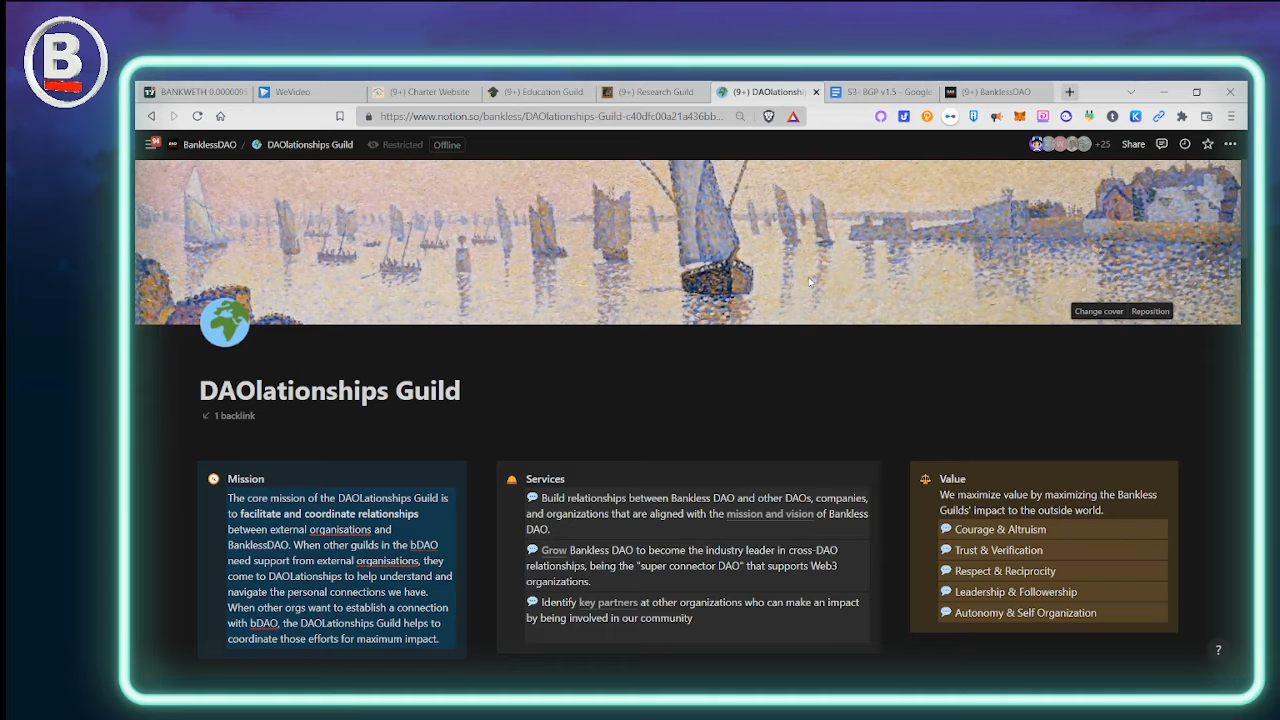 B
BANKWETH 0.0000095
WeVideo
(9+) Charter Website
(9+) Education Guild
(9+) Research Guild
(9+) DAOlationshi
S3- BGP v1.5 - Google
(9+) BanklessDAO
https://www.notion.so/bankless/DAOlationships-Guild-c40dfc00a21a436bb...
94
BanklessDAO / DAOlationships Guild Restricted Offline
+25 Share
Change cover Reposition
DAOlationships Guild
1 backlink
Mission
The core mission of the DAOLationships Guild is
to facilitate and coordinate relationships
between external organisations and
BanklessDAO. When other guilds in the bDAO
need support from external organisations, they
come to DAOLationships to help understand and
navigate the personal connections we have.
When other orgs want to establish a connection
with bDAO, the DAOLationships Guild helps to
coordinate those efforts for maximum impact.
Services
Build relationships between Bankless DAO and other DAOs, companies,
and organizations that are aligned with the mission and vision of Bankless
DAO.
Grow Bankless DAO to become the industry leader in cross-DAO
relationships, being the "super connector DAO" that supports Web3
organizations.
Identify key partners at other organizations who can make an impact
by being involved in our community
Value
We maximize value by maximizing the Bankless
Guilds' impact to the outside world.
Courage & Altruism
Trust & Verification
Respect & Reciprocity
Leadership & Followership
Autonomy & Self Organization
?